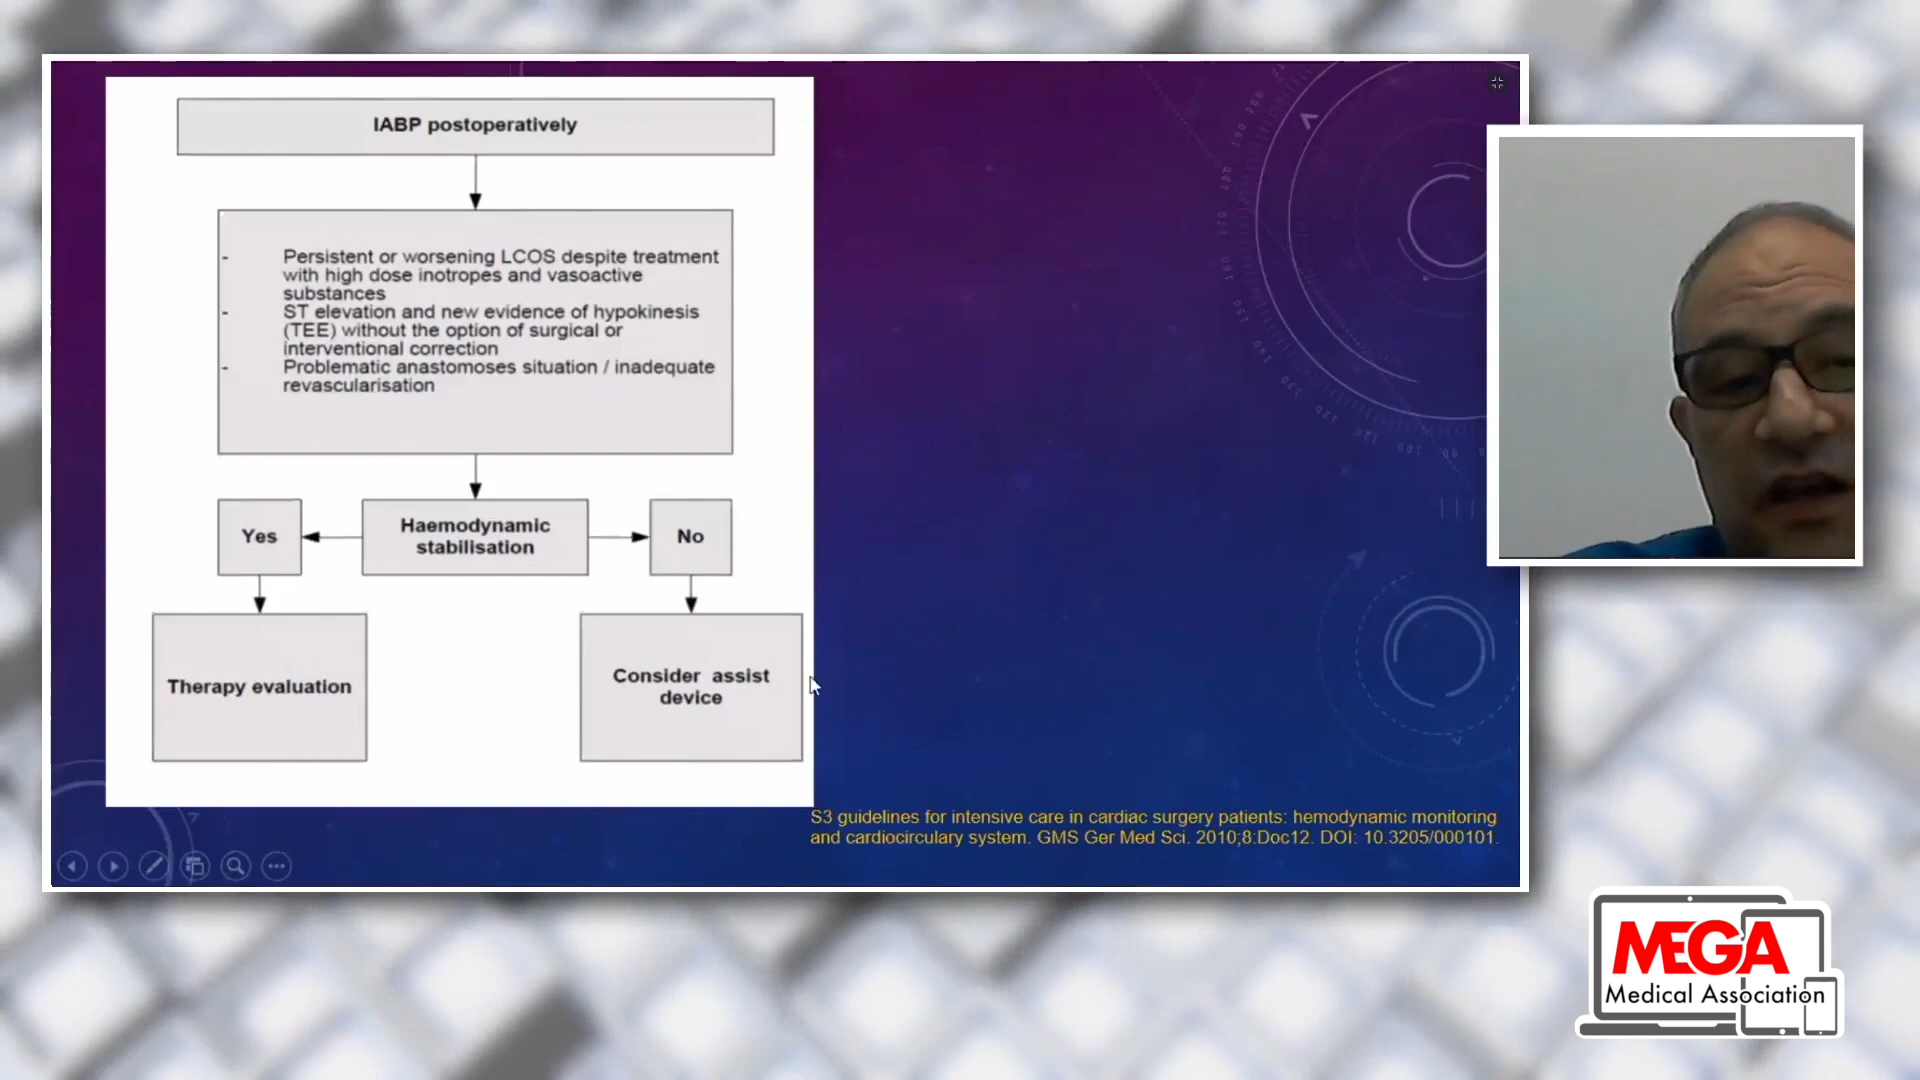 IABP postoperatively
- Persistent or worsening LCOS despite treatment
with high dose inotropes and vasoactive
substances
- ST elevation and new evidence of hypokinesis
(TEE) without the option of surgical or
interventional correction
- Problematic anastomoses situation / inadequate
revascularisation
Yes
Haemodynamic
stabilisation
No
Therapy evaluation
Consider assist
device
S3 guidelines for intensive care in cardiac surgery patients: hemodynamic monitoring
and cardiocirculary system. GMS Ger Med Sci. 2010;8:Doc12. DOI: 10.3205/000101.
MEGA
Medical Association